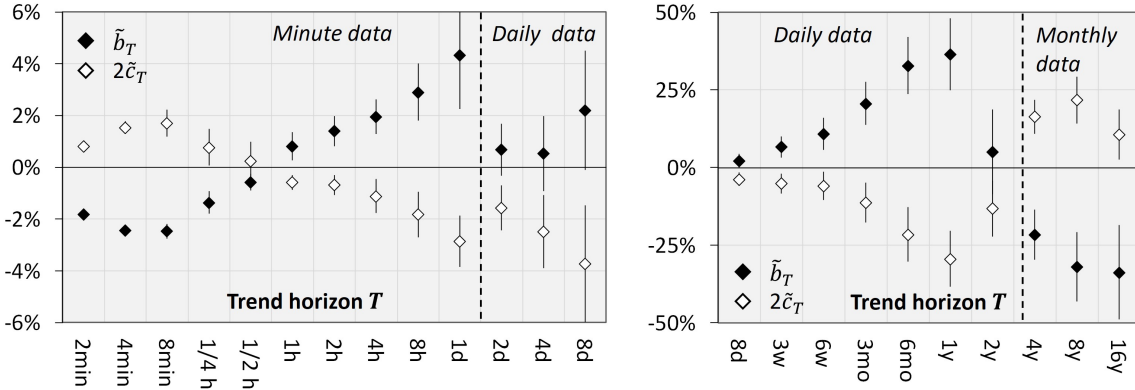 6%
4%
2%
0%
-2%
-4%
-6%
Minute data
Daily data
b̃_T
2c̃_T
Trend horizon T
2min
4min
8min
1/4 h
1/2 h
1h
2h
4h
8h
1d
2d
4d
8d
50%
25%
0%
-25%
-50%
Daily data
Monthly
data
b̃_T
2c̃_T
Trend horizon T
8d
3w
6w
3mo
6mo
1y
2y
4y
8y
16y